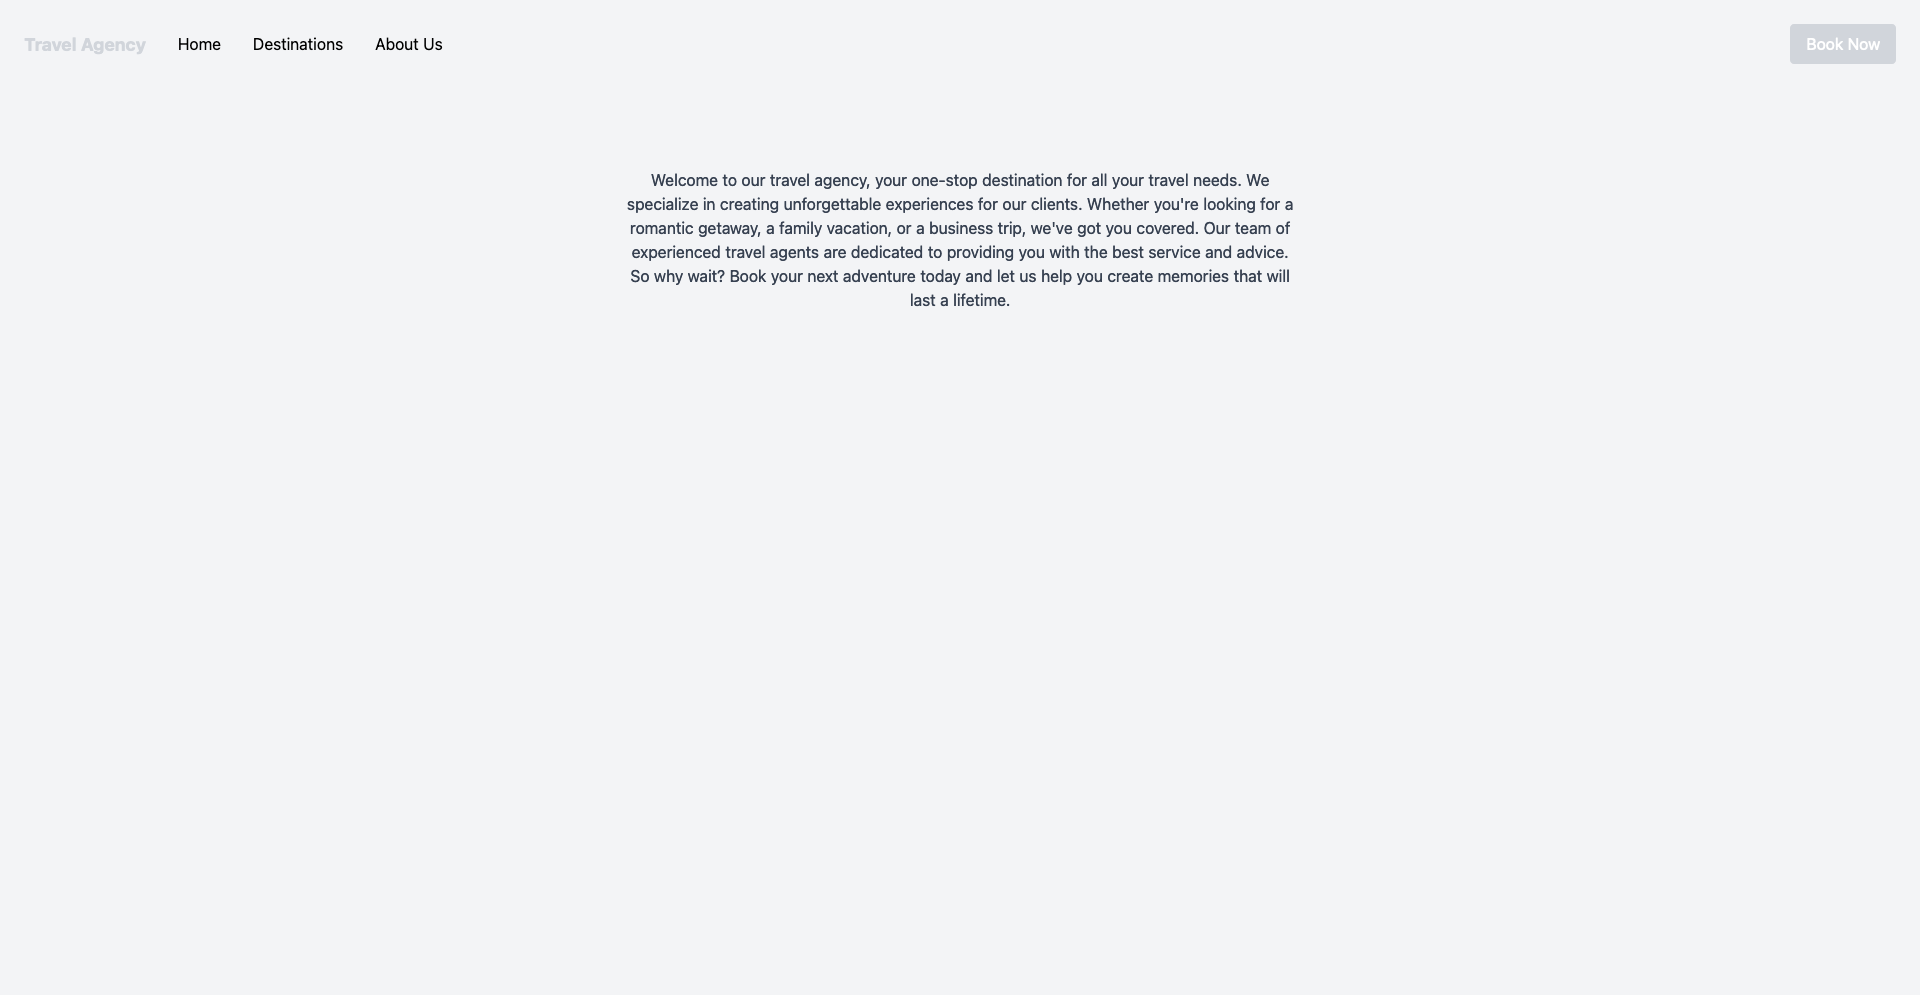 Travel Agency
Home
Destinations
About Us
Book Now
Welcome to our travel agency, your one-stop destination for all your travel needs. We
specialize in creating unforgettable experiences for our clients. Whether you're looking for a
romantic getaway, a family vacation, or a business trip, we've got you covered. Our team of
experienced travel agents are dedicated to providing you with the best service and advice.
So why wait? Book your next adventure today and let us help you create memories that will
last a lifetime.